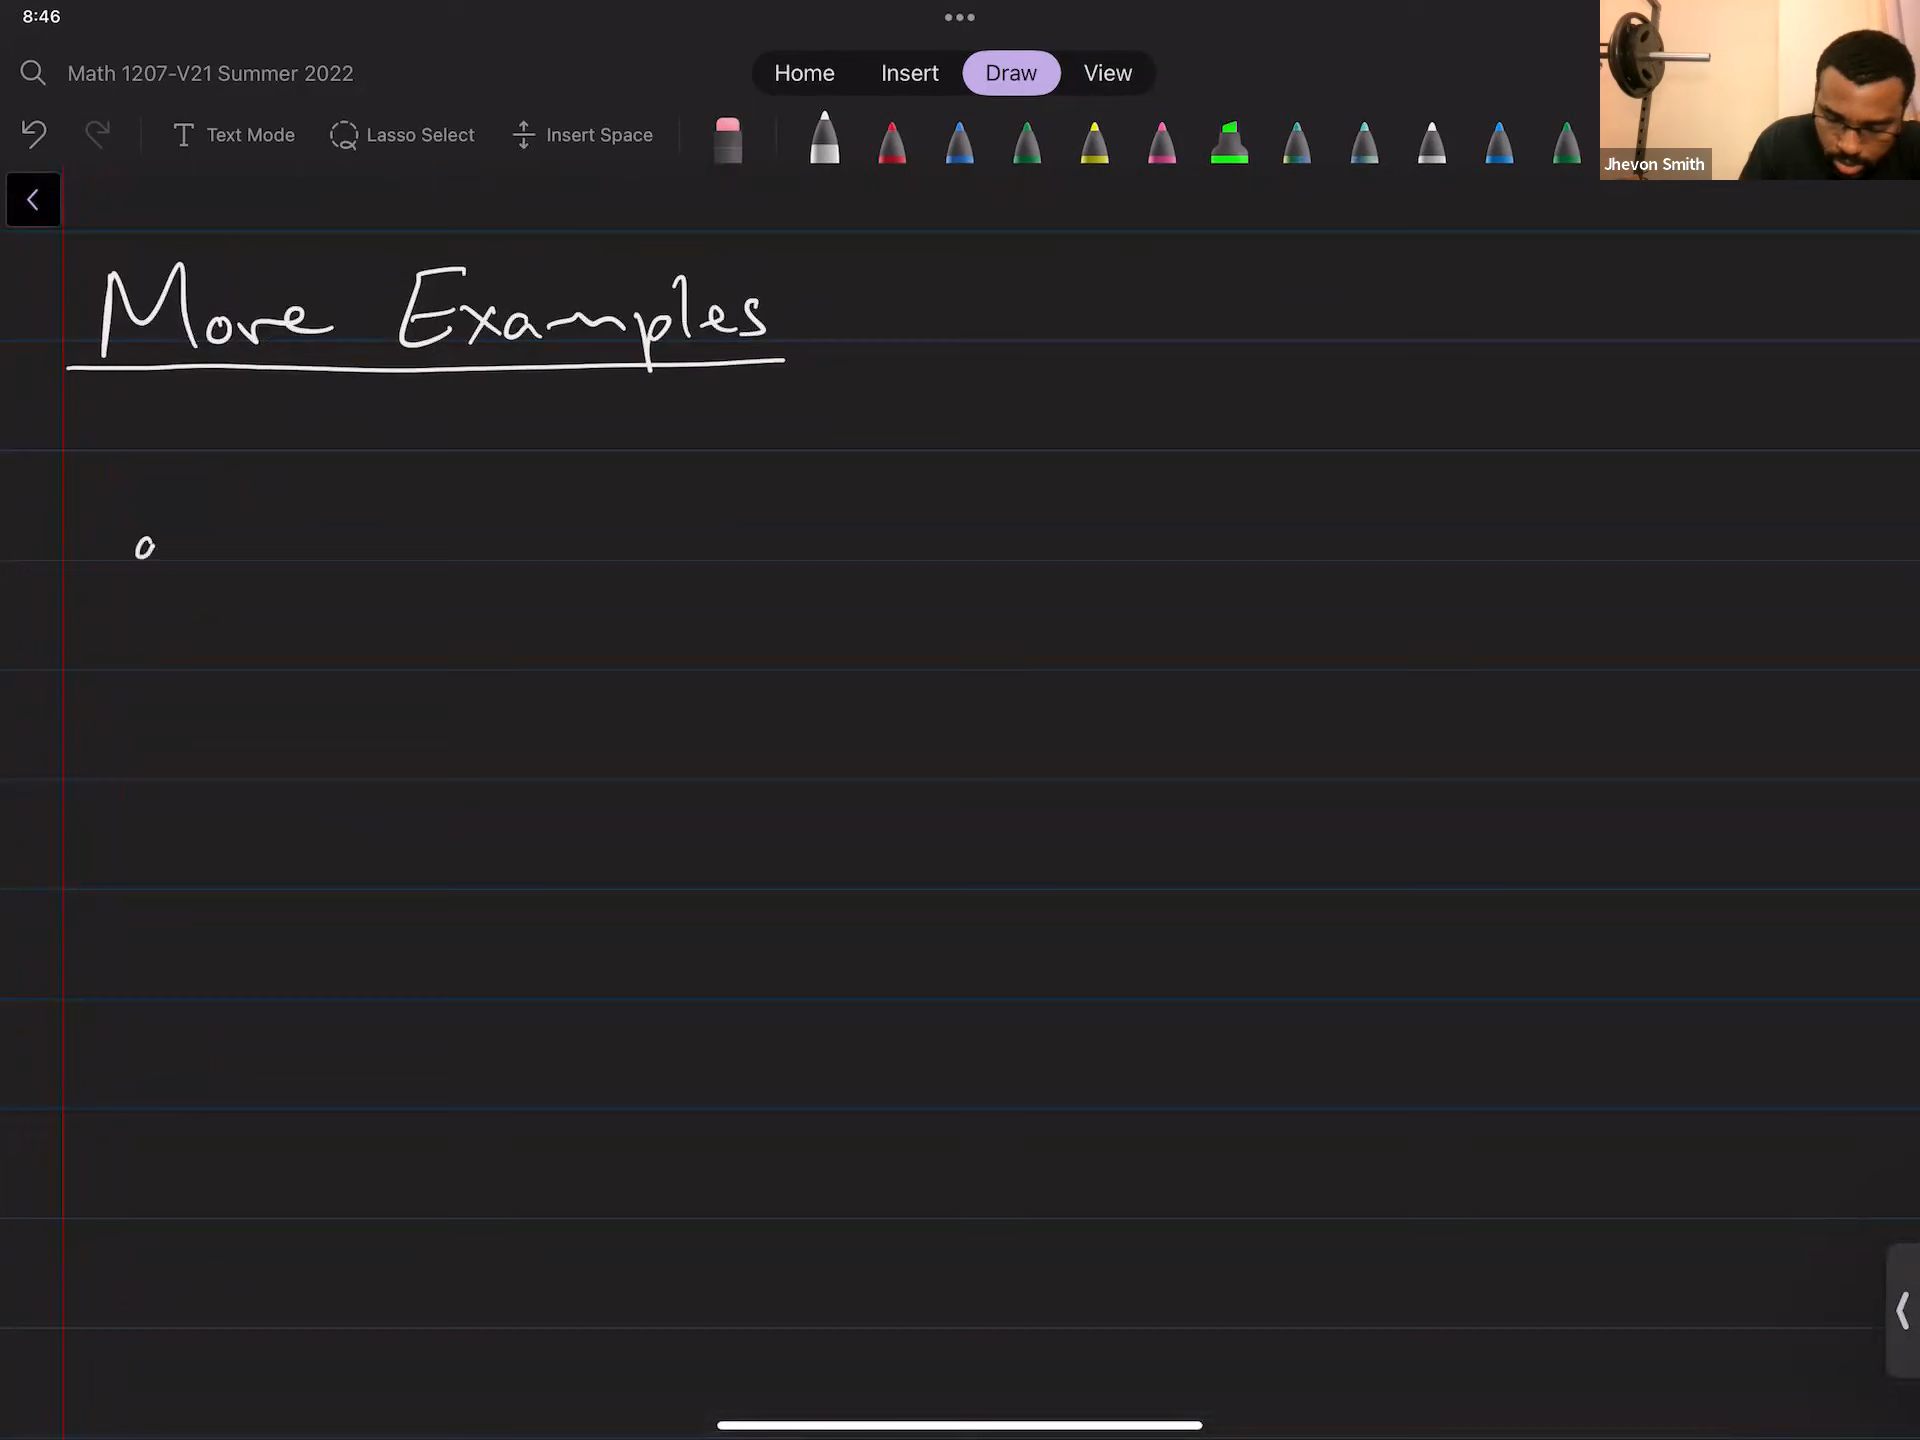 8:46
Math 1207-V21 Summer 2022
Home Insert Draw View
Text Mode Lasso Select Insert Space
Jhevon Smith
More Examples
o